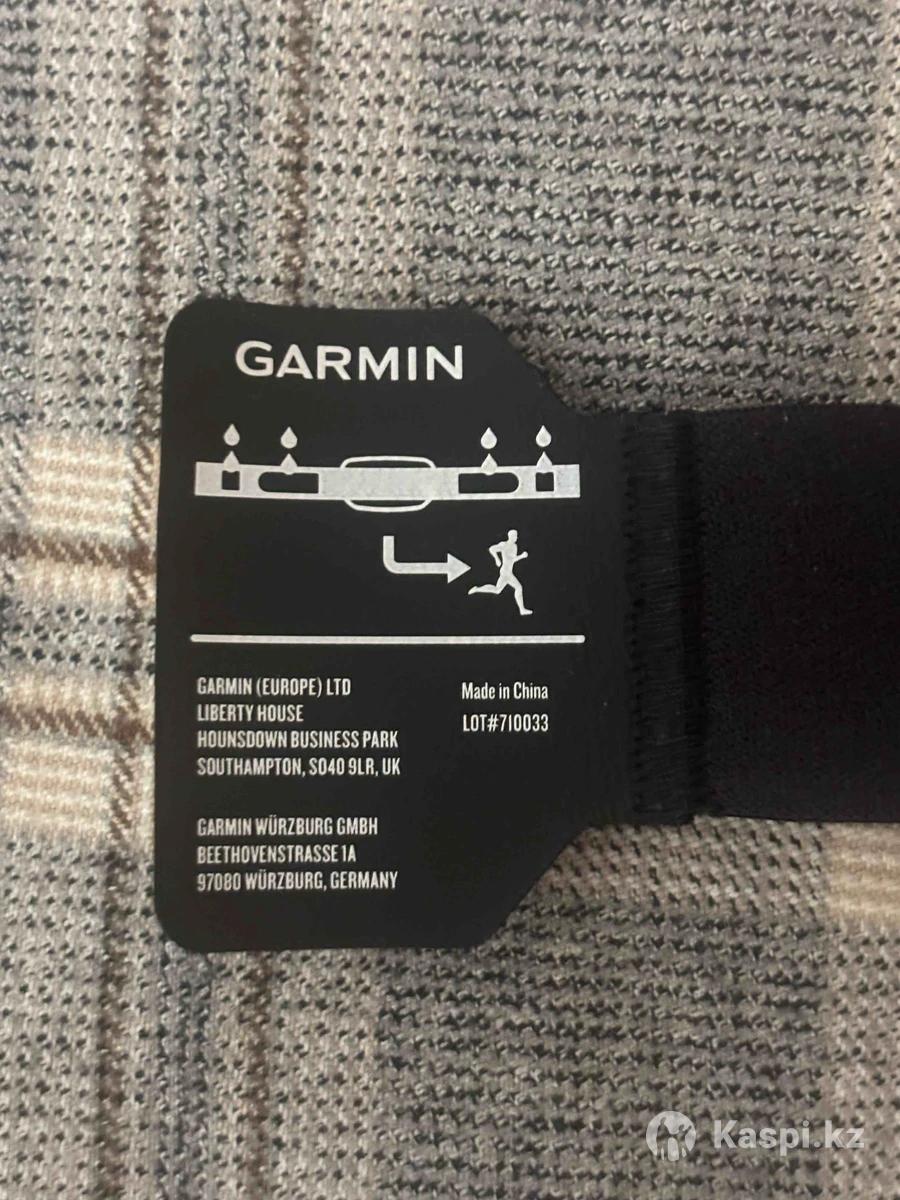 GARMIN
GARMIN (EUROPE) LTD
LIBERTY HOUSE
HOUNSDOWN BUSINESS PARK
SOUTHAMPTON, SO40 9LR, UK
Made in China
LOT#710033
GARMIN WÜRZBURG GMBH
BEETHOVENSTRASSE 1A
97080 WÜRZBURG, GERMANY
Kaspi.kz